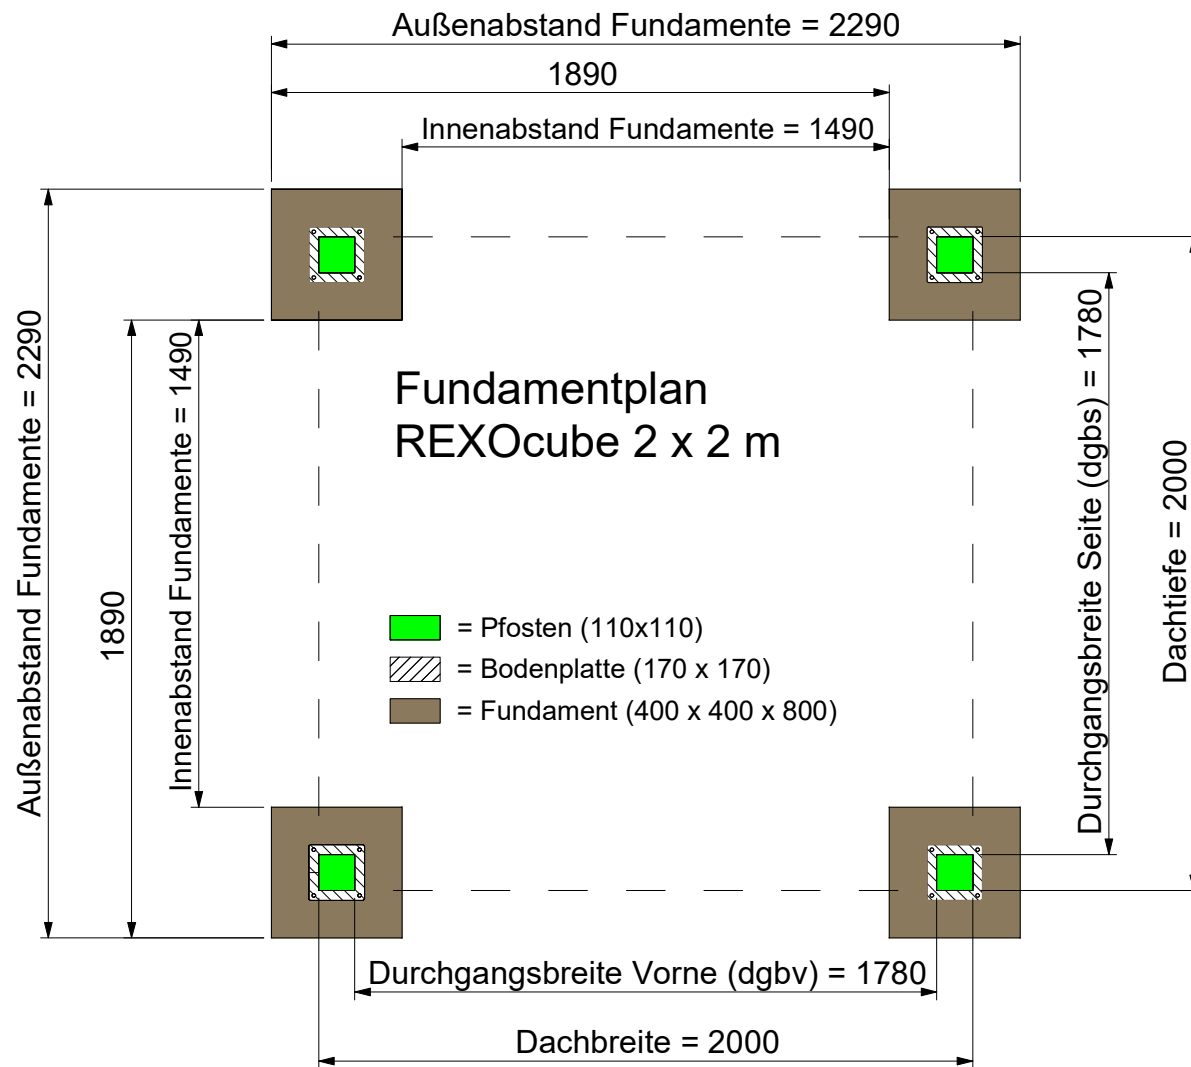 Außenabstand Fundamente = 2290
1890
Innenabstand Fundamente = 1490
Außenabstand Fundamente = 2290
1890
Innenabstand Fundamente = 1490
Fundamentplan
REXOcube 2 x 2 m
= Pfosten (110x110)
= Bodenplatte (170 x 170)
= Fundament (400 x 400 x 800)
Durchgangsbreite Seite (dgbs) = 1780
Dachtiefe = 2000
Durchgangsbreite Vorne (dgbv) = 1780
Dachbreite = 2000